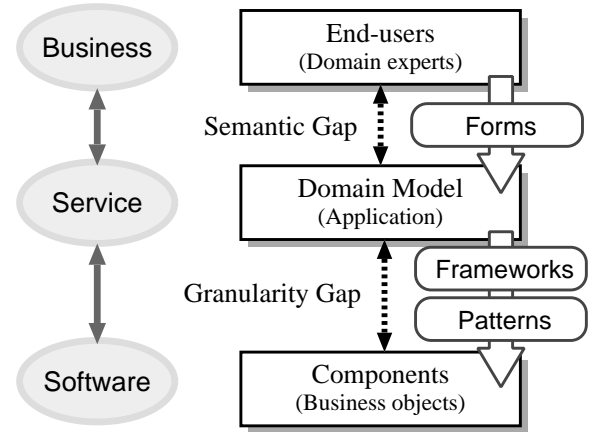 Business
End-users
(Domain experts)
Semantic Gap
Forms
Service
Domain Model
(Application)
Frameworks
Granularity Gap
Patterns
Software
Components
(Business objects)